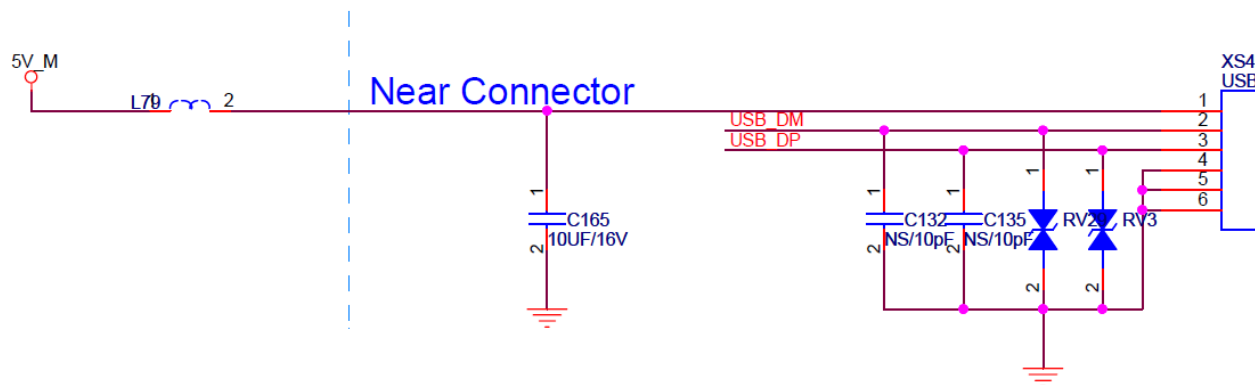 5V_M
L79
1
2
Near Connector
USB_DM
USB_DP
XS4
USB
1
2
3
4
5
6
1
C165
10UF/16V
2
1
C132
NS/10pF
2
1
C135
NS/10pF
2
1
RV29
2
1
RV3
2